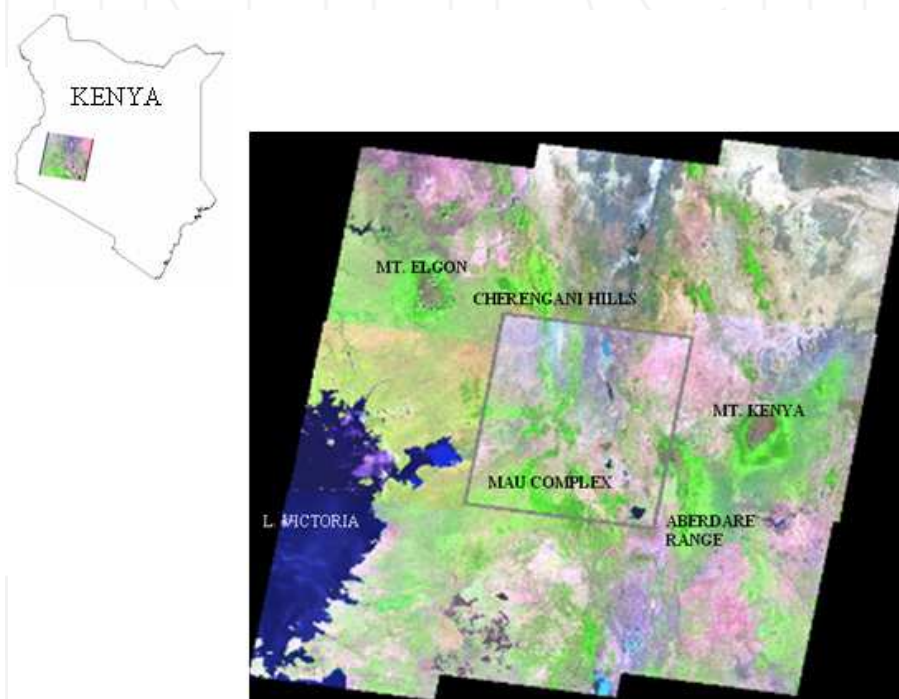 KENYA
MT. ELGON
CHERENGANI HILLS
MT. KENYA
MAU COMPLEX
L. VICTORIA
ABERDARE
RANGE